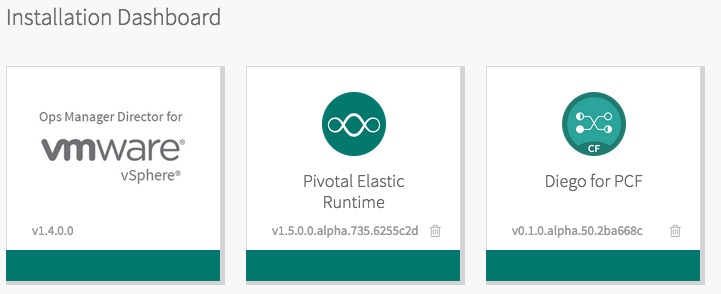 Installation Dashboard
Ops Manager Director for
vmware®
vSphere®
v1.4.0.0
Pivotal Elastic
Runtime
v1.5.0.0.alpha.735.6255c2d
CF
Diego for PCF
v0.1.0.alpha.50.2ba668c